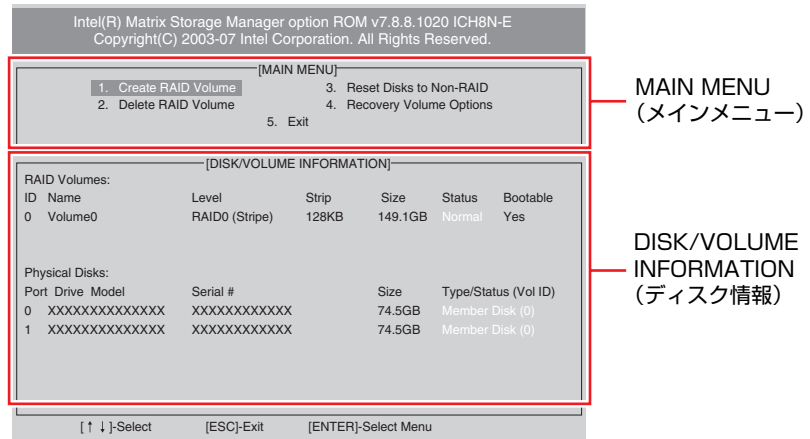 Intel(R) Matrix Storage Manager option ROM v7.8.8.1020 ICH8N-E
Copyright(C) 2003-07 Intel Corporation. All Rights Reserved.
[MAIN MENU]
1. Create RAID Volume 3. Reset Disks to Non-RAID
2. Delete RAID Volume 4. Recovery Volume Options
5. Exit
MAIN MENU
（メインメニュー）
[DISK/VOLUME INFORMATION]
RAID Volumes:
ID Name Level Strip Size Status Bootable
0 Volume0 RAID0 (Stripe) 128KB 149.1GB Normal Yes
Physical Disks:
Port Drive Model Serial # Size Type/Status (Vol ID)
0 XXXXXXXXXXXXXX XXXXXXXXXXXX 74.5GB Member Disk (0)
1 XXXXXXXXXXXXXX XXXXXXXXXXXX 74.5GB Member Disk (0)
DISK/VOLUME
INFORMATION
（ディスク情報）
[↑↓]-Select [ESC]-Exit [ENTER]-Select Menu